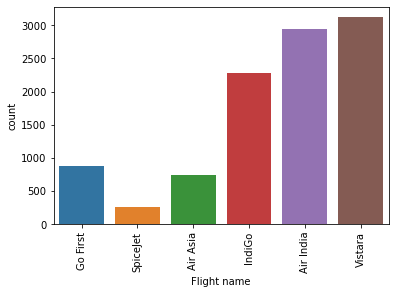 3000
2500
2000
1500
1000
500
0
count
Go First
SpiceJet
Air Asia
IndiGo
Air India
Vistara
Flight name